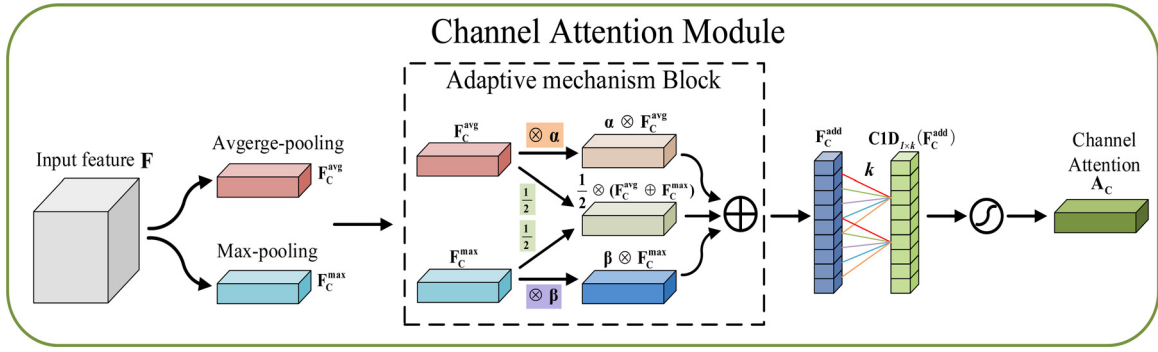 Channel Attention Module
Adaptive mechanism Block
Input feature F
Avgerge-pooling
F_C^avg
Max-pooling
F_C^max
F_C^avg
⊗ α
α ⊗ F_C^avg
1/2
1/2 ⊗ (F_C^avg ⊕ F_C^max)
1/2
F_C^max
⊗ β
β ⊗ F_C^max
F_C^add
k
C1D_{1×k}(F_C^add)
Channel
Attention
A_C